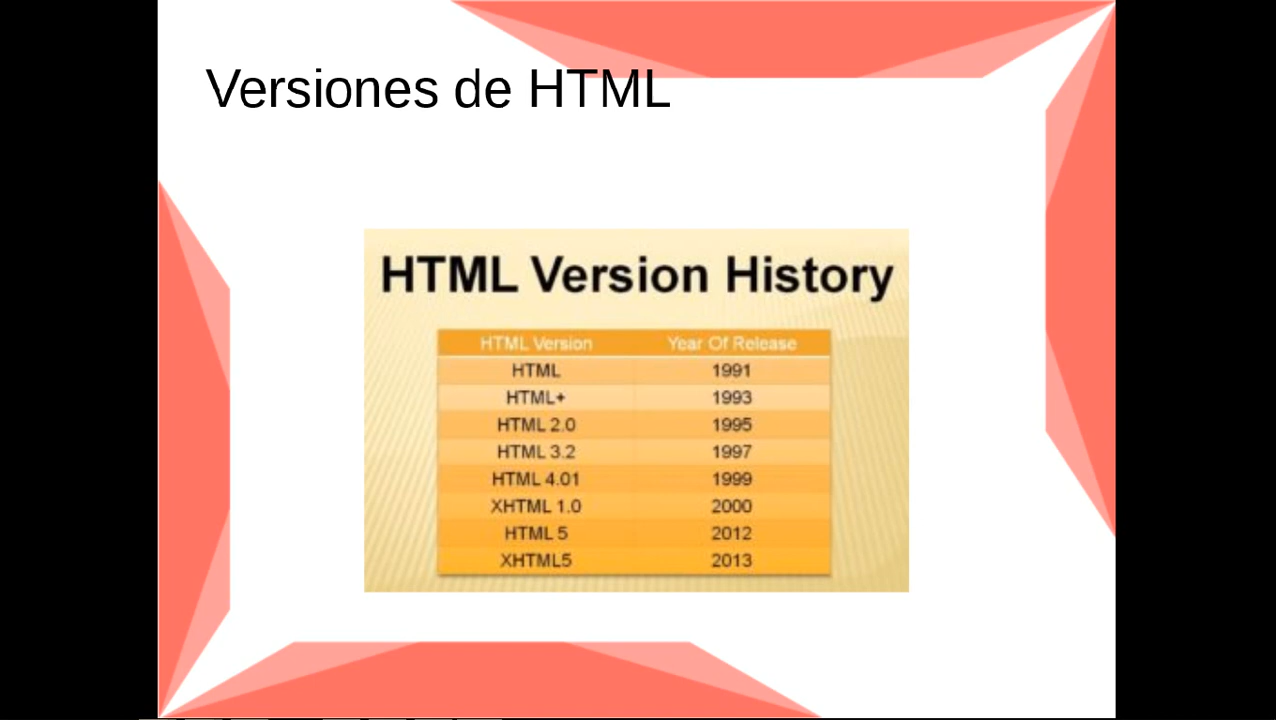 Versiones de HTML
HTML Version History
HTML Version Year Of Release
HTML 1991
HTML+ 1993
HTML 2.0 1995
HTML 3.2 1997
HTML 4.01 1999
XHTML 1.0 2000
HTML 5 2012
XHTML5 2013